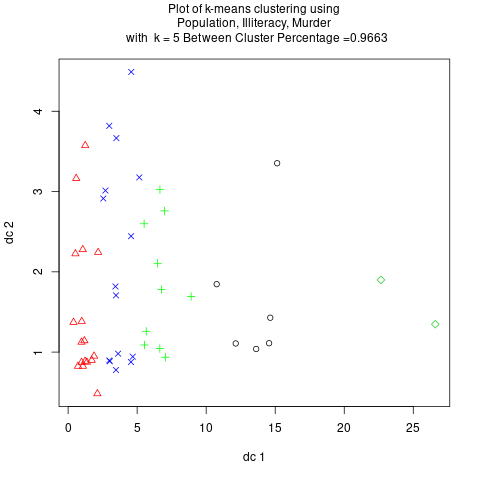 Plot of k-means clustering using
Population, Illiteracy, Murder
with k = 5 Between Cluster Percentage =0.9663
4
3
2
1
dc 2
0 5 10 15 20 25
dc 1